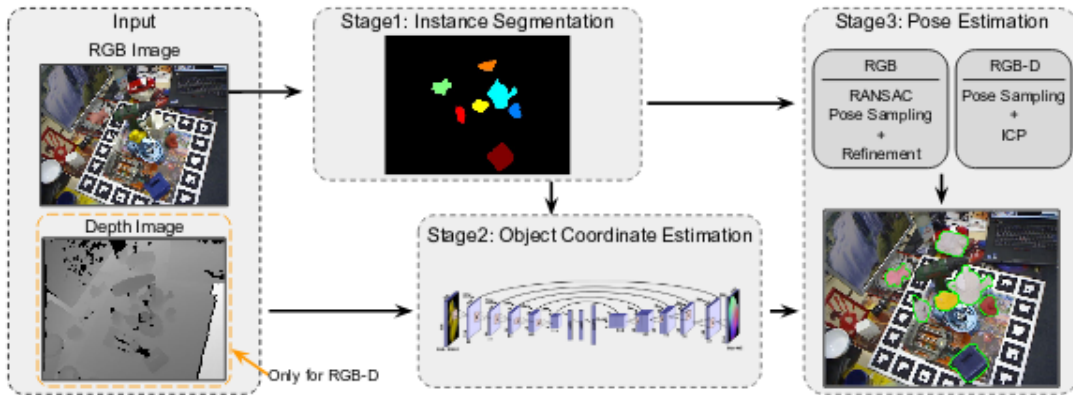 Input
RGB Image
Depth Image
Only for RGB-D
Stage1: Instance Segmentation
Stage2: Object Coordinate Estimation
Stage3: Pose Estimation
RGB
RANSAC
Pose Sampling
+
Refinement
RGB-D
Pose Sampling
+
ICP